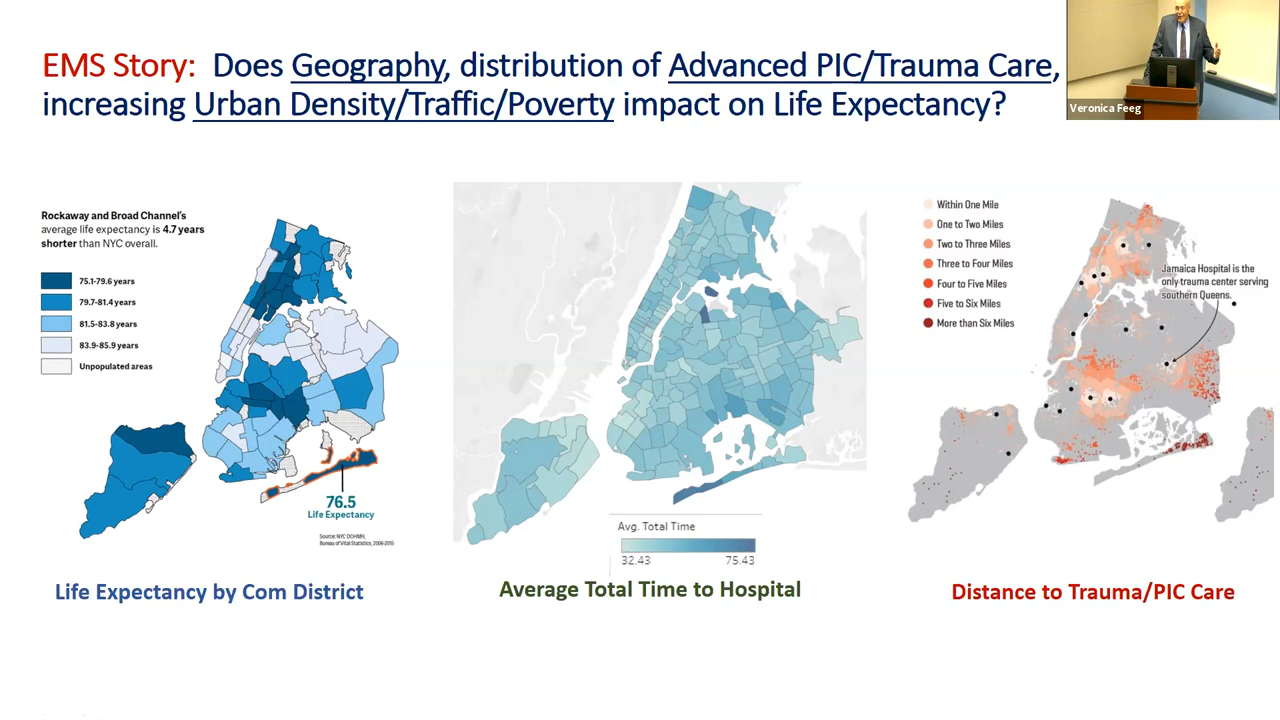 EMS Story: Does Geography, distribution of Advanced PIC/Trauma Care,
increasing Urban Density/Traffic/Poverty impact on Life Expectancy?
Veronica Feeg
Rockaway and Broad Channel's
average life expectancy is 4.7 years
shorter than NYC overall.
75.1-79.6 years
79.7-81.4 years
81.5-83.8 years
83.9-85.9 years
Unpopulated areas
76.5
Life Expectancy
Source: NYC DOHMH,
Bureau of Vital Statistics, 2006-2015
Life Expectancy by Com District
Avg. Total Time
32.43 75.43
Average Total Time to Hospital
Within One Mile
One to Two Miles
Two to Three Miles
Three to Four Miles
Four to Five Miles
Five to Six Miles
More than Six Miles
Jamaica Hospital is the
only trauma center serving
southern Queens.
Distance to Trauma/PIC Care